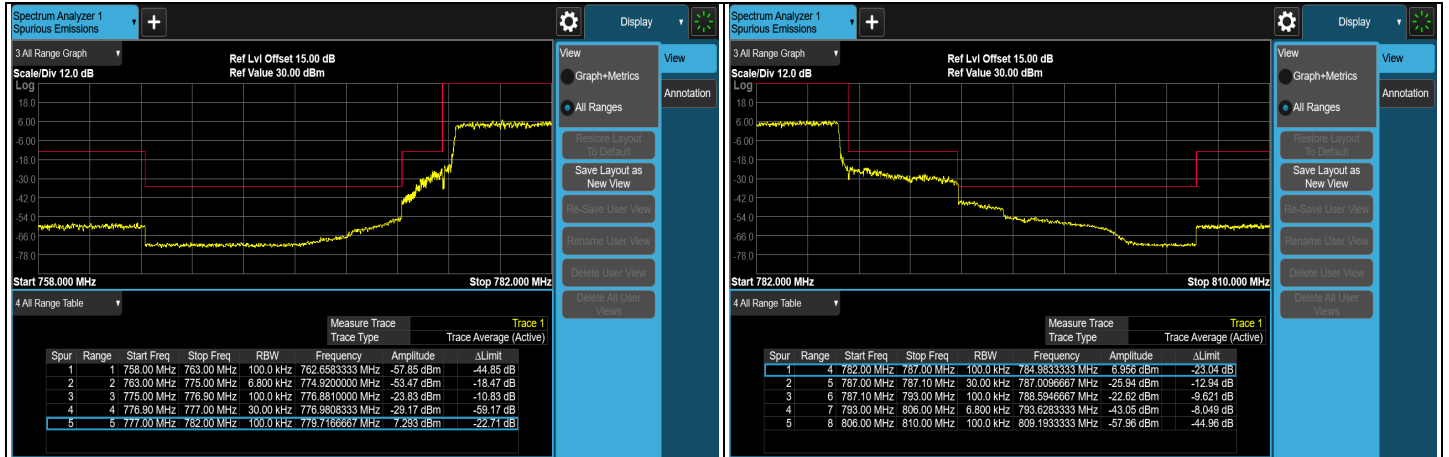 Spectrum Analyzer 1
Spurious Emissions
+
Display
3 All Range Graph
Ref Lvl Offset 15.00 dB
Scale/Div 12.0 dB
Ref Value 30.00 dBm
Log
18.0
6.00
-6.00
-18.0
-30.0
-42.0
-54.0
-66.0
-78.0
Start 758.000 MHz
Stop 782.000 MHz
View
Graph+Metrics
All Ranges
Restore Layout
To Default
Save Layout as
New View
Re-Save User View
Rename User View
Delete User View
Delete All User
Views
View
Annotation
4 All Range Table
Measure Trace Trace 1
Trace Type Trace Average (Active)
Spur Range Start Freq Stop Freq RBW Frequency Amplitude ΔLimit
1 1 758.00 MHz 763.00 MHz 100.0 kHz 762.6583333 MHz -57.85 dBm -44.85 dB
2 2 763.00 MHz 775.00 MHz 6.800 kHz 774.9200000 MHz -53.47 dBm -18.47 dB
3 3 775.00 MHz 776.90 MHz 100.0 kHz 776.8810000 MHz -23.83 dBm -10.83 dB
4 4 776.90 MHz 777.00 MHz 30.00 kHz 776.9808333 MHz -29.17 dBm -59.17 dB
5 5 777.00 MHz 782.00 MHz 100.0 kHz 779.7166667 MHz 7.293 dBm -22.71 dB
Spectrum Analyzer 1
Spurious Emissions
+
Display
3 All Range Graph
Ref Lvl Offset 15.00 dB
Scale/Div 12.0 dB
Ref Value 30.00 dBm
Log
18.0
6.00
-6.00
-18.0
-30.0
-42.0
-54.0
-66.0
-78.0
Start 782.000 MHz
Stop 810.000 MHz
View
Graph+Metrics
All Ranges
Restore Layout
To Default
Save Layout as
New View
Re-Save User View
Rename User View
Delete User View
Delete All User
Views
View
Annotation
4 All Range Table
Measure Trace Trace 1
Trace Type Trace Average (Active)
Spur Range Start Freq Stop Freq RBW Frequency Amplitude ΔLimit
1 4 782.00 MHz 787.00 MHz 100.0 kHz 784.9833333 MHz 6.956 dBm -23.04 dB
2 5 787.00 MHz 787.10 MHz 30.00 kHz 787.0096667 MHz -25.94 dBm -12.94 dB
3 6 787.10 MHz 793.00 MHz 100.0 kHz 788.5946667 MHz -22.62 dBm -9.621 dB
4 7 793.00 MHz 806.00 MHz 6.800 kHz 793.6283333 MHz -43.05 dBm -8.049 dB
5 8 806.00 MHz 810.00 MHz 100.0 kHz 809.1933333 MHz -57.96 dBm -44.96 dB